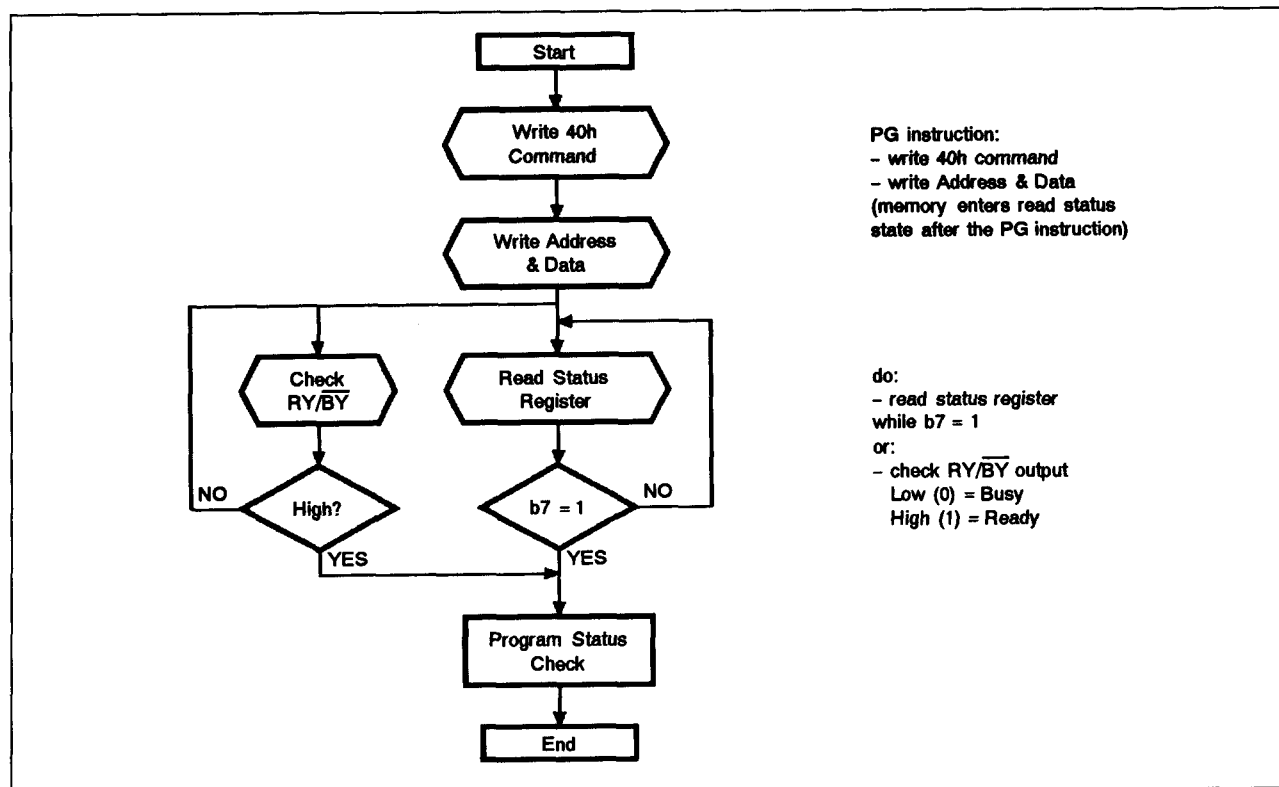 Start
Write 40h
Command
PG instruction:
– write 40h command
– write Address & Data
(memory enters read status
state after the PG instruction)
Write Address
& Data
Check
RY/B̅Y̅
Read Status
Register
do:
– read status register
while b7 = 1
or:
– check RY/B̅Y̅ output
Low (0) = Busy
High (1) = Ready
NO
High?
b7 = 1
NO
YES
YES
Program Status
Check
End